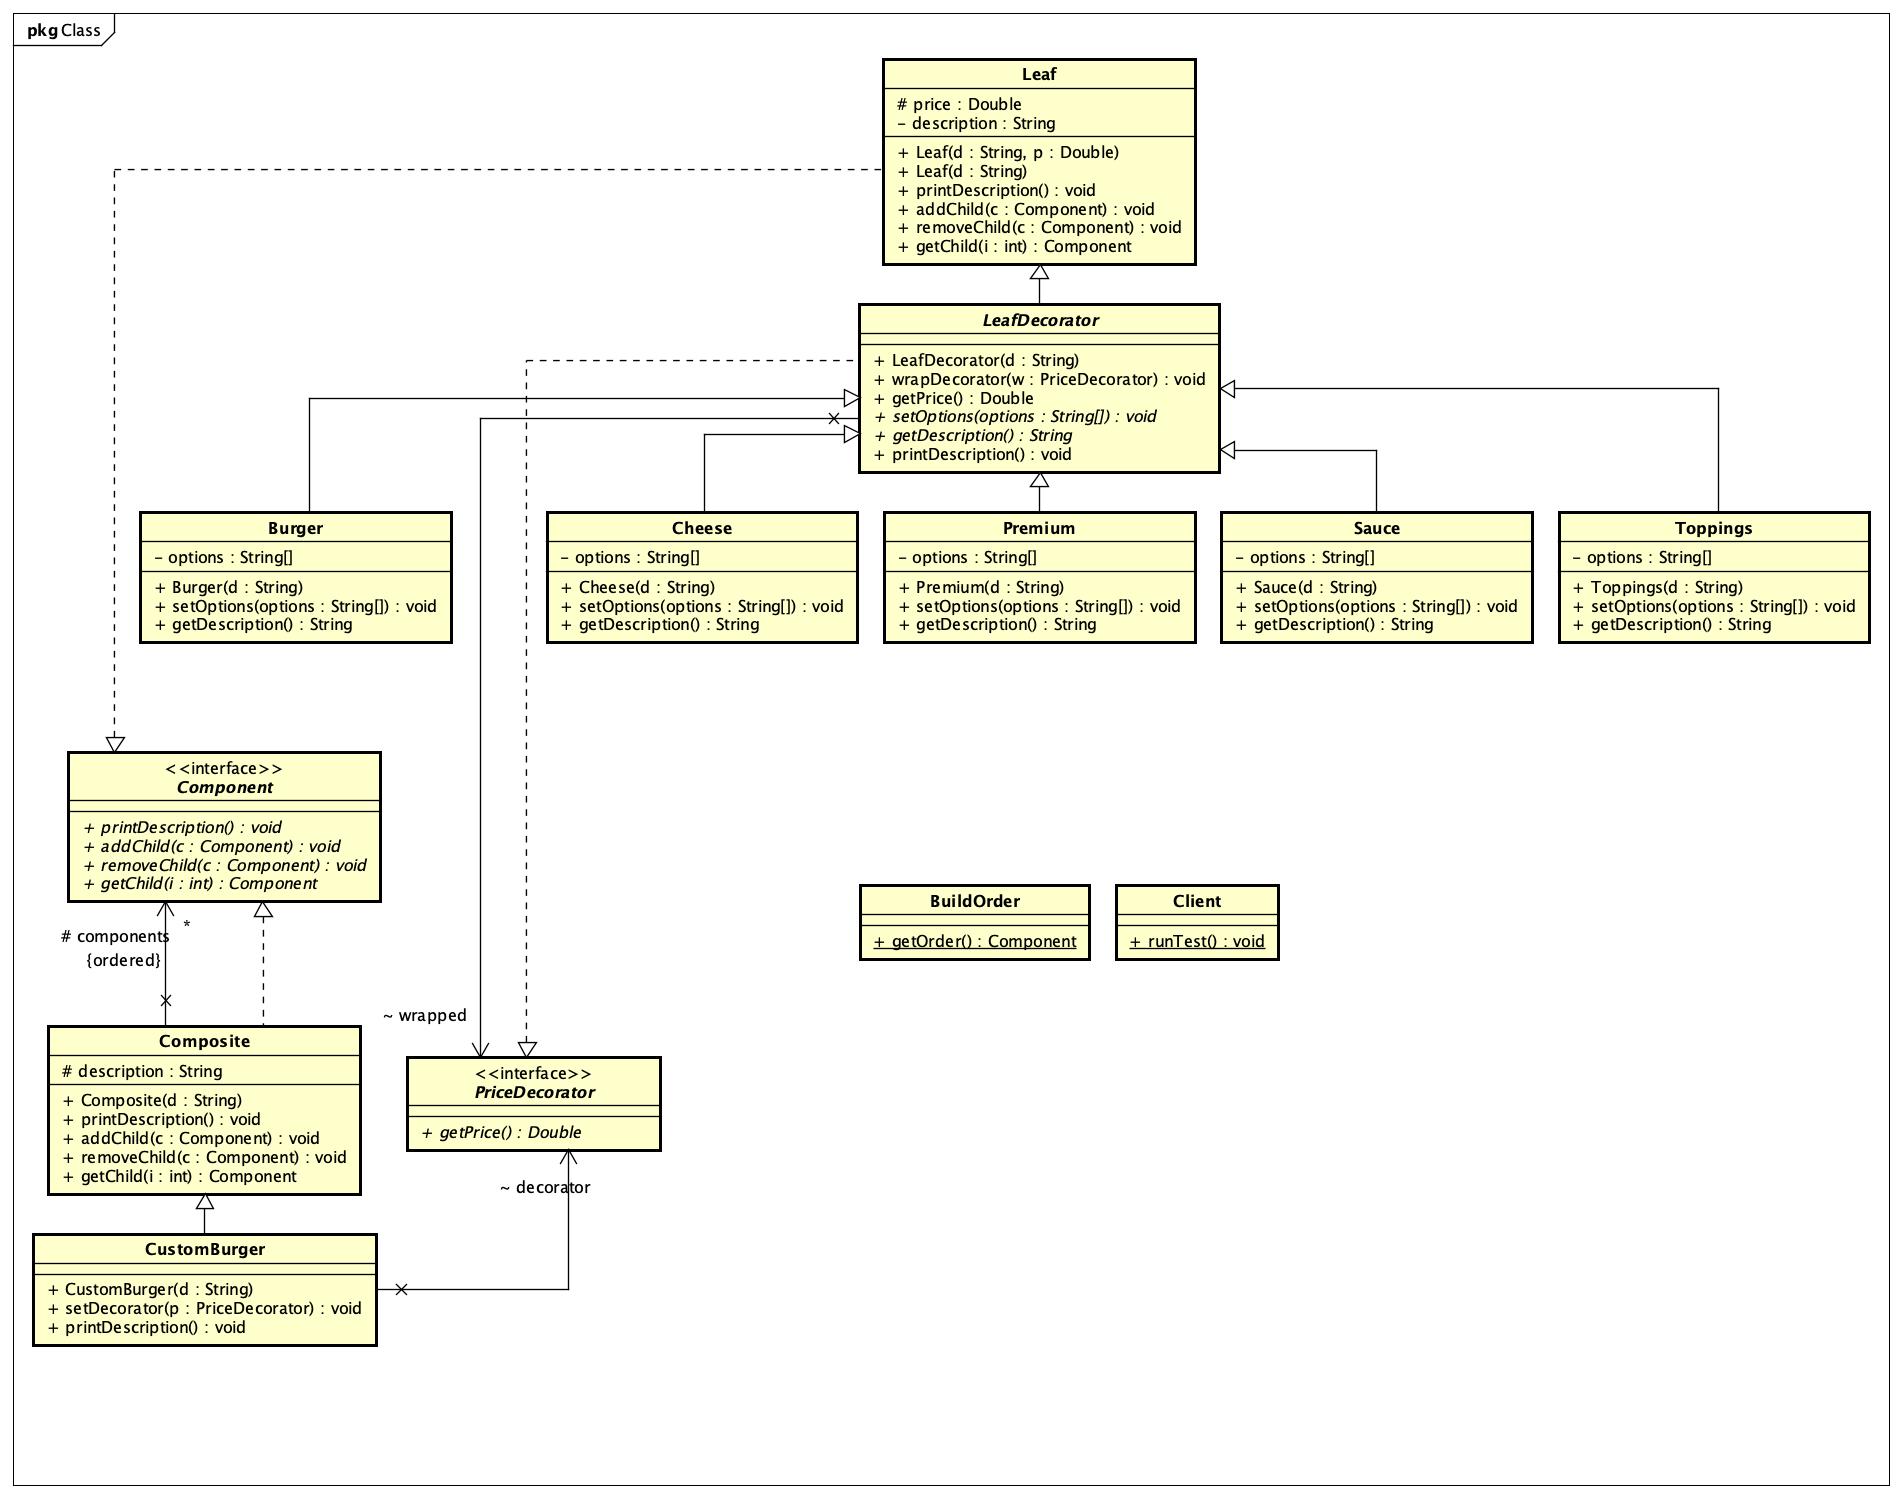 pkg Class
Leaf
# price : Double
– description : String
+ Leaf(d : String, p : Double)
+ Leaf(d : String)
+ printDescription() : void
+ addChild(c : Component) : void
+ removeChild(c : Component) : void
+ getChild(i : int) : Component
LeafDecorator
+ LeafDecorator(d : String)
+ wrapDecorator(w : PriceDecorator) : void
+ getPrice() : Double
+ setOptions(options : String[]) : void
+ getDescription() : String
+ printDescription() : void
Burger
– options : String[]
+ Burger(d : String)
+ setOptions(options : String[]) : void
+ getDescription() : String
Cheese
– options : String[]
+ Cheese(d : String)
+ setOptions(options : String[]) : void
+ getDescription() : String
Premium
– options : String[]
+ Premium(d : String)
+ setOptions(options : String[]) : void
+ getDescription() : String
Sauce
– options : String[]
+ Sauce(d : String)
+ setOptions(options : String[]) : void
+ getDescription() : String
Toppings
– options : String[]
+ Toppings(d : String)
+ setOptions(options : String[]) : void
+ getDescription() : String
<<interface>>
Component
+ printDescription() : void
+ addChild(c : Component) : void
+ removeChild(c : Component) : void
+ getChild(i : int) : Component
*
# components
{ordered}
BuildOrder
+ getOrder() : Component
Client
+ runTest() : void
~ wrapped
Composite
# description : String
+ Composite(d : String)
+ printDescription() : void
+ addChild(c : Component) : void
+ removeChild(c : Component) : void
+ getChild(i : int) : Component
<<interface>>
PriceDecorator
+ getPrice() : Double
~ decorator
CustomBurger
+ CustomBurger(d : String)
+ setDecorator(p : PriceDecorator) : void
+ printDescription() : void